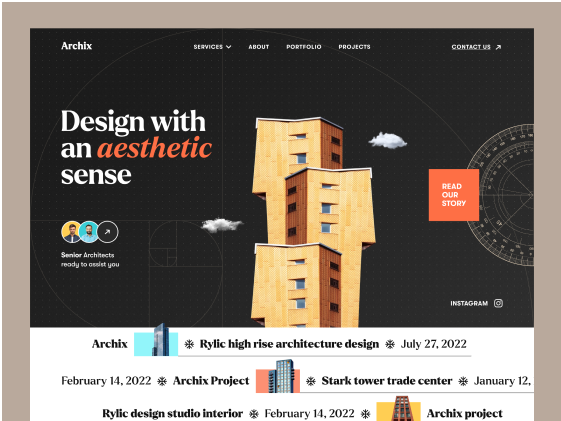 Archix
SERVICES ABOUT PORTFOLIO PROJECTS
CONTACT US
Design with
an aesthetic
sense
READ
OUR
STORY
Senior Architects
ready to assist you
INSTAGRAM
Archix Rylic high rise architecture design July 27, 2022
February 14, 2022 Archix Project Stark tower trade center January 12,
Rylic design studio interior February 14, 2022 Archix project